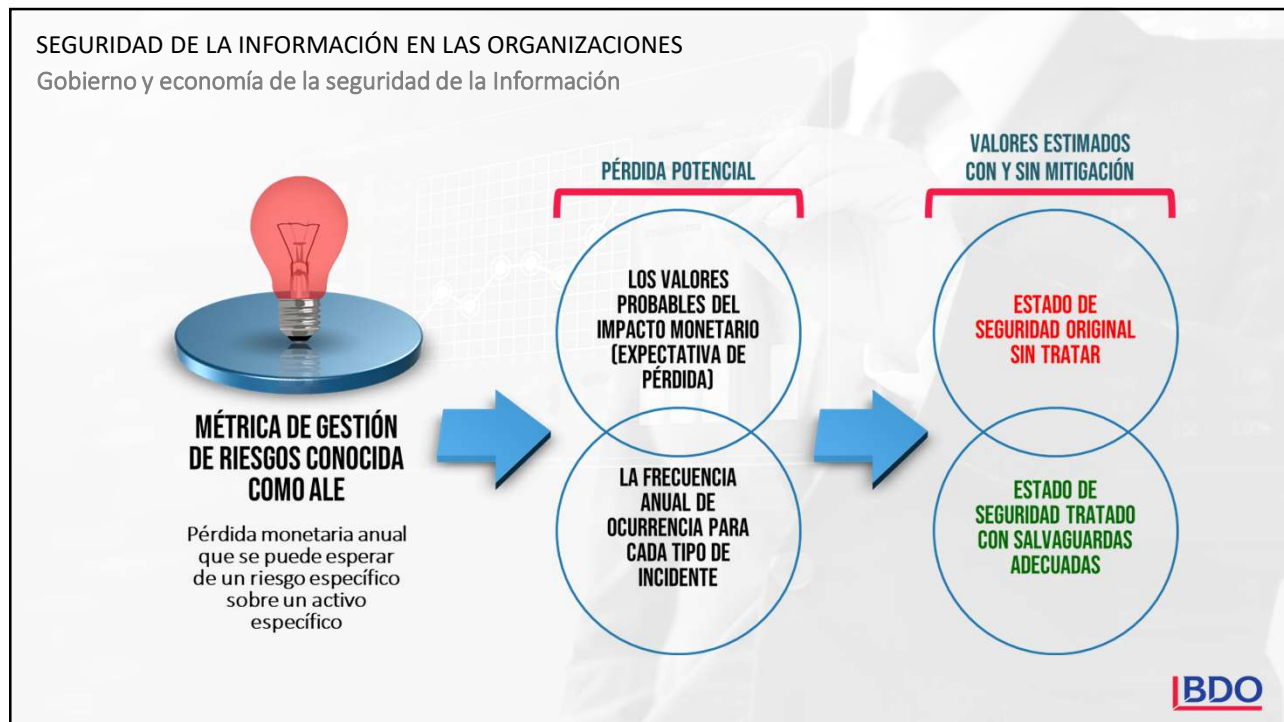 SEGURIDAD DE LA INFORMACIÓN EN LAS ORGANIZACIONES
Gobierno y economía de la seguridad de la Información
MÉTRICA DE GESTIÓN
DE RIESGOS CONOCIDA
COMO ALE
Pérdida monetaria anual
que se puede esperar
de un riesgo específico
sobre un activo
específico
PÉRDIDA POTENCIAL
LOS VALORES
PROBABLES DEL
IMPACTO MONETARIO
(EXPECTATIVA DE
PÉRDIDA)
LA FRECUENCIA
ANUAL DE
OCURRENCIA PARA
CADA TIPO DE
INCIDENTE
VALORES ESTIMADOS
CON Y SIN MITIGACIÓN
ESTADO DE
SEGURIDAD ORIGINAL
SIN TRATAR
ESTADO DE
SEGURIDAD TRATADO
CON SALVAGUARDAS
ADECUADAS
BDO